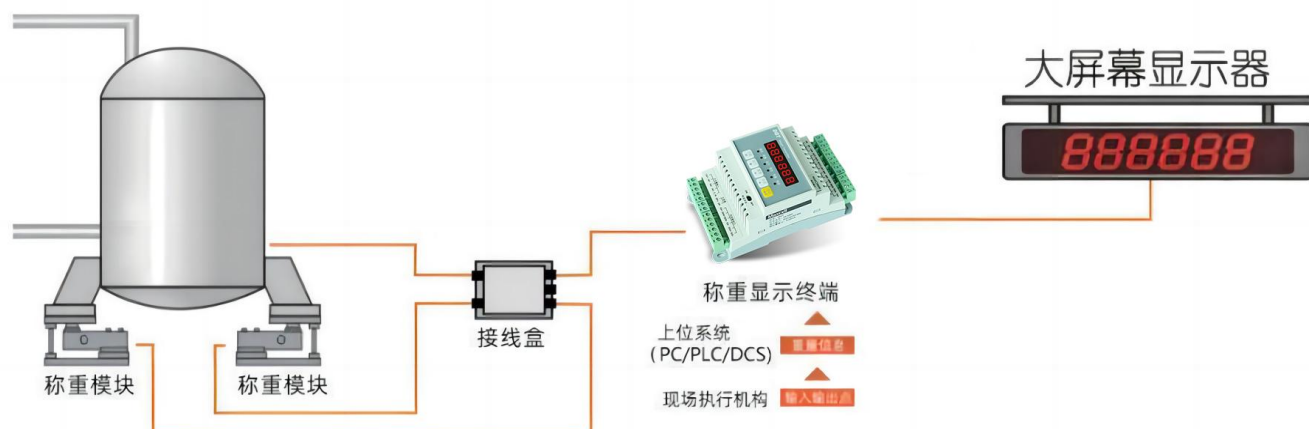 大屏幕显示器
888888
888888
称重显示终端
接线盒
上位系统
(PC/PLC/DCS)
重量信息
称重模块
称重模块
现场执行机构
输入输出点